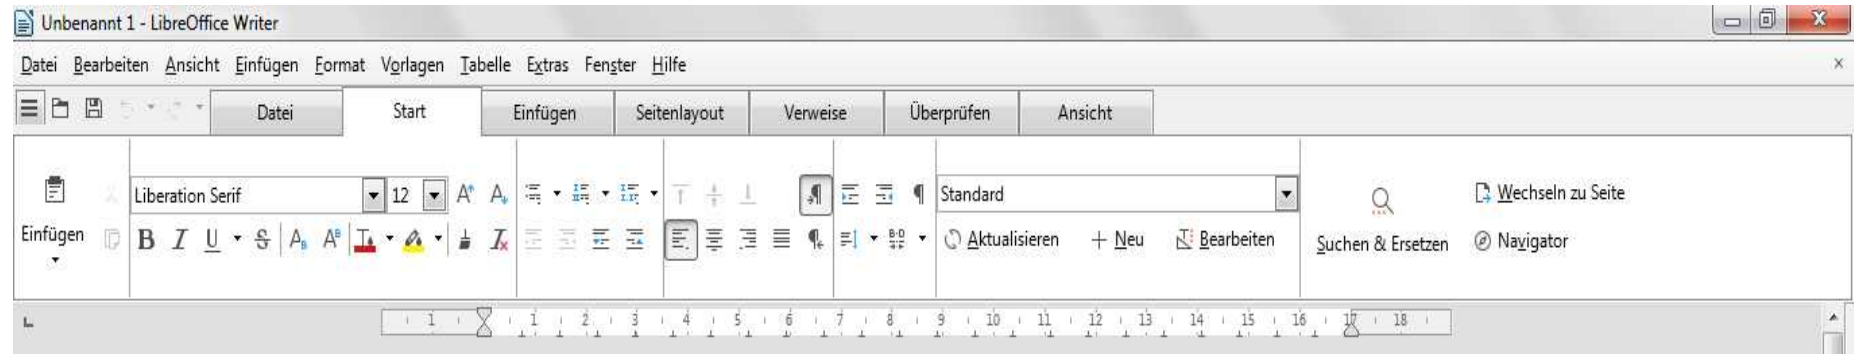 Unbenannt 1 - LibreOffice Writer
Datei Bearbeiten Ansicht Einfügen Format Vorlagen Tabelle Extras Fenster Hilfe
Datei Start Einfügen Seitenlayout Verweise Überprüfen Ansicht
Liberation Serif 12 Standard Wechseln zu Seite
Einfügen Aktualisieren Neu Bearbeiten Suchen & Ersetzen Navigator
1 1 2 3 4 5 6 7 8 9 10 11 12 13 14 15 16 17 18